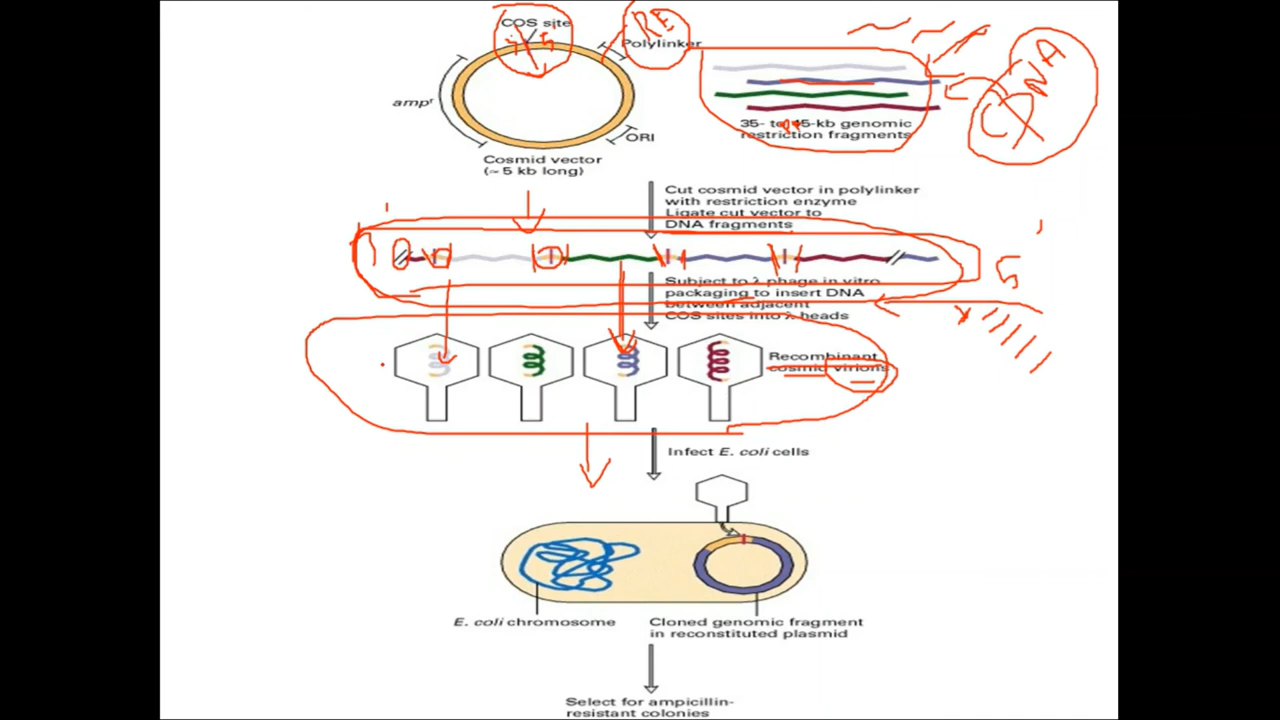 COS site
RE
Polylinker
DNA
amp^r
ORI
35- to 45-kb genomic
restriction fragments
Cosmid vector
(≃ 5 kb long)
Cut cosmid vector in polylinker
with restriction enzyme
Ligate cut vector to
DNA fragments
Subject to λ phage in vitro
packaging to insert DNA
between adjacent
COS sites into λ heads
Recombinant
cosmid virions
Infect E. coli cells
E. coli chromosome
Cloned genomic fragment
in reconstituted plasmid
Select for ampicillin-
resistant colonies